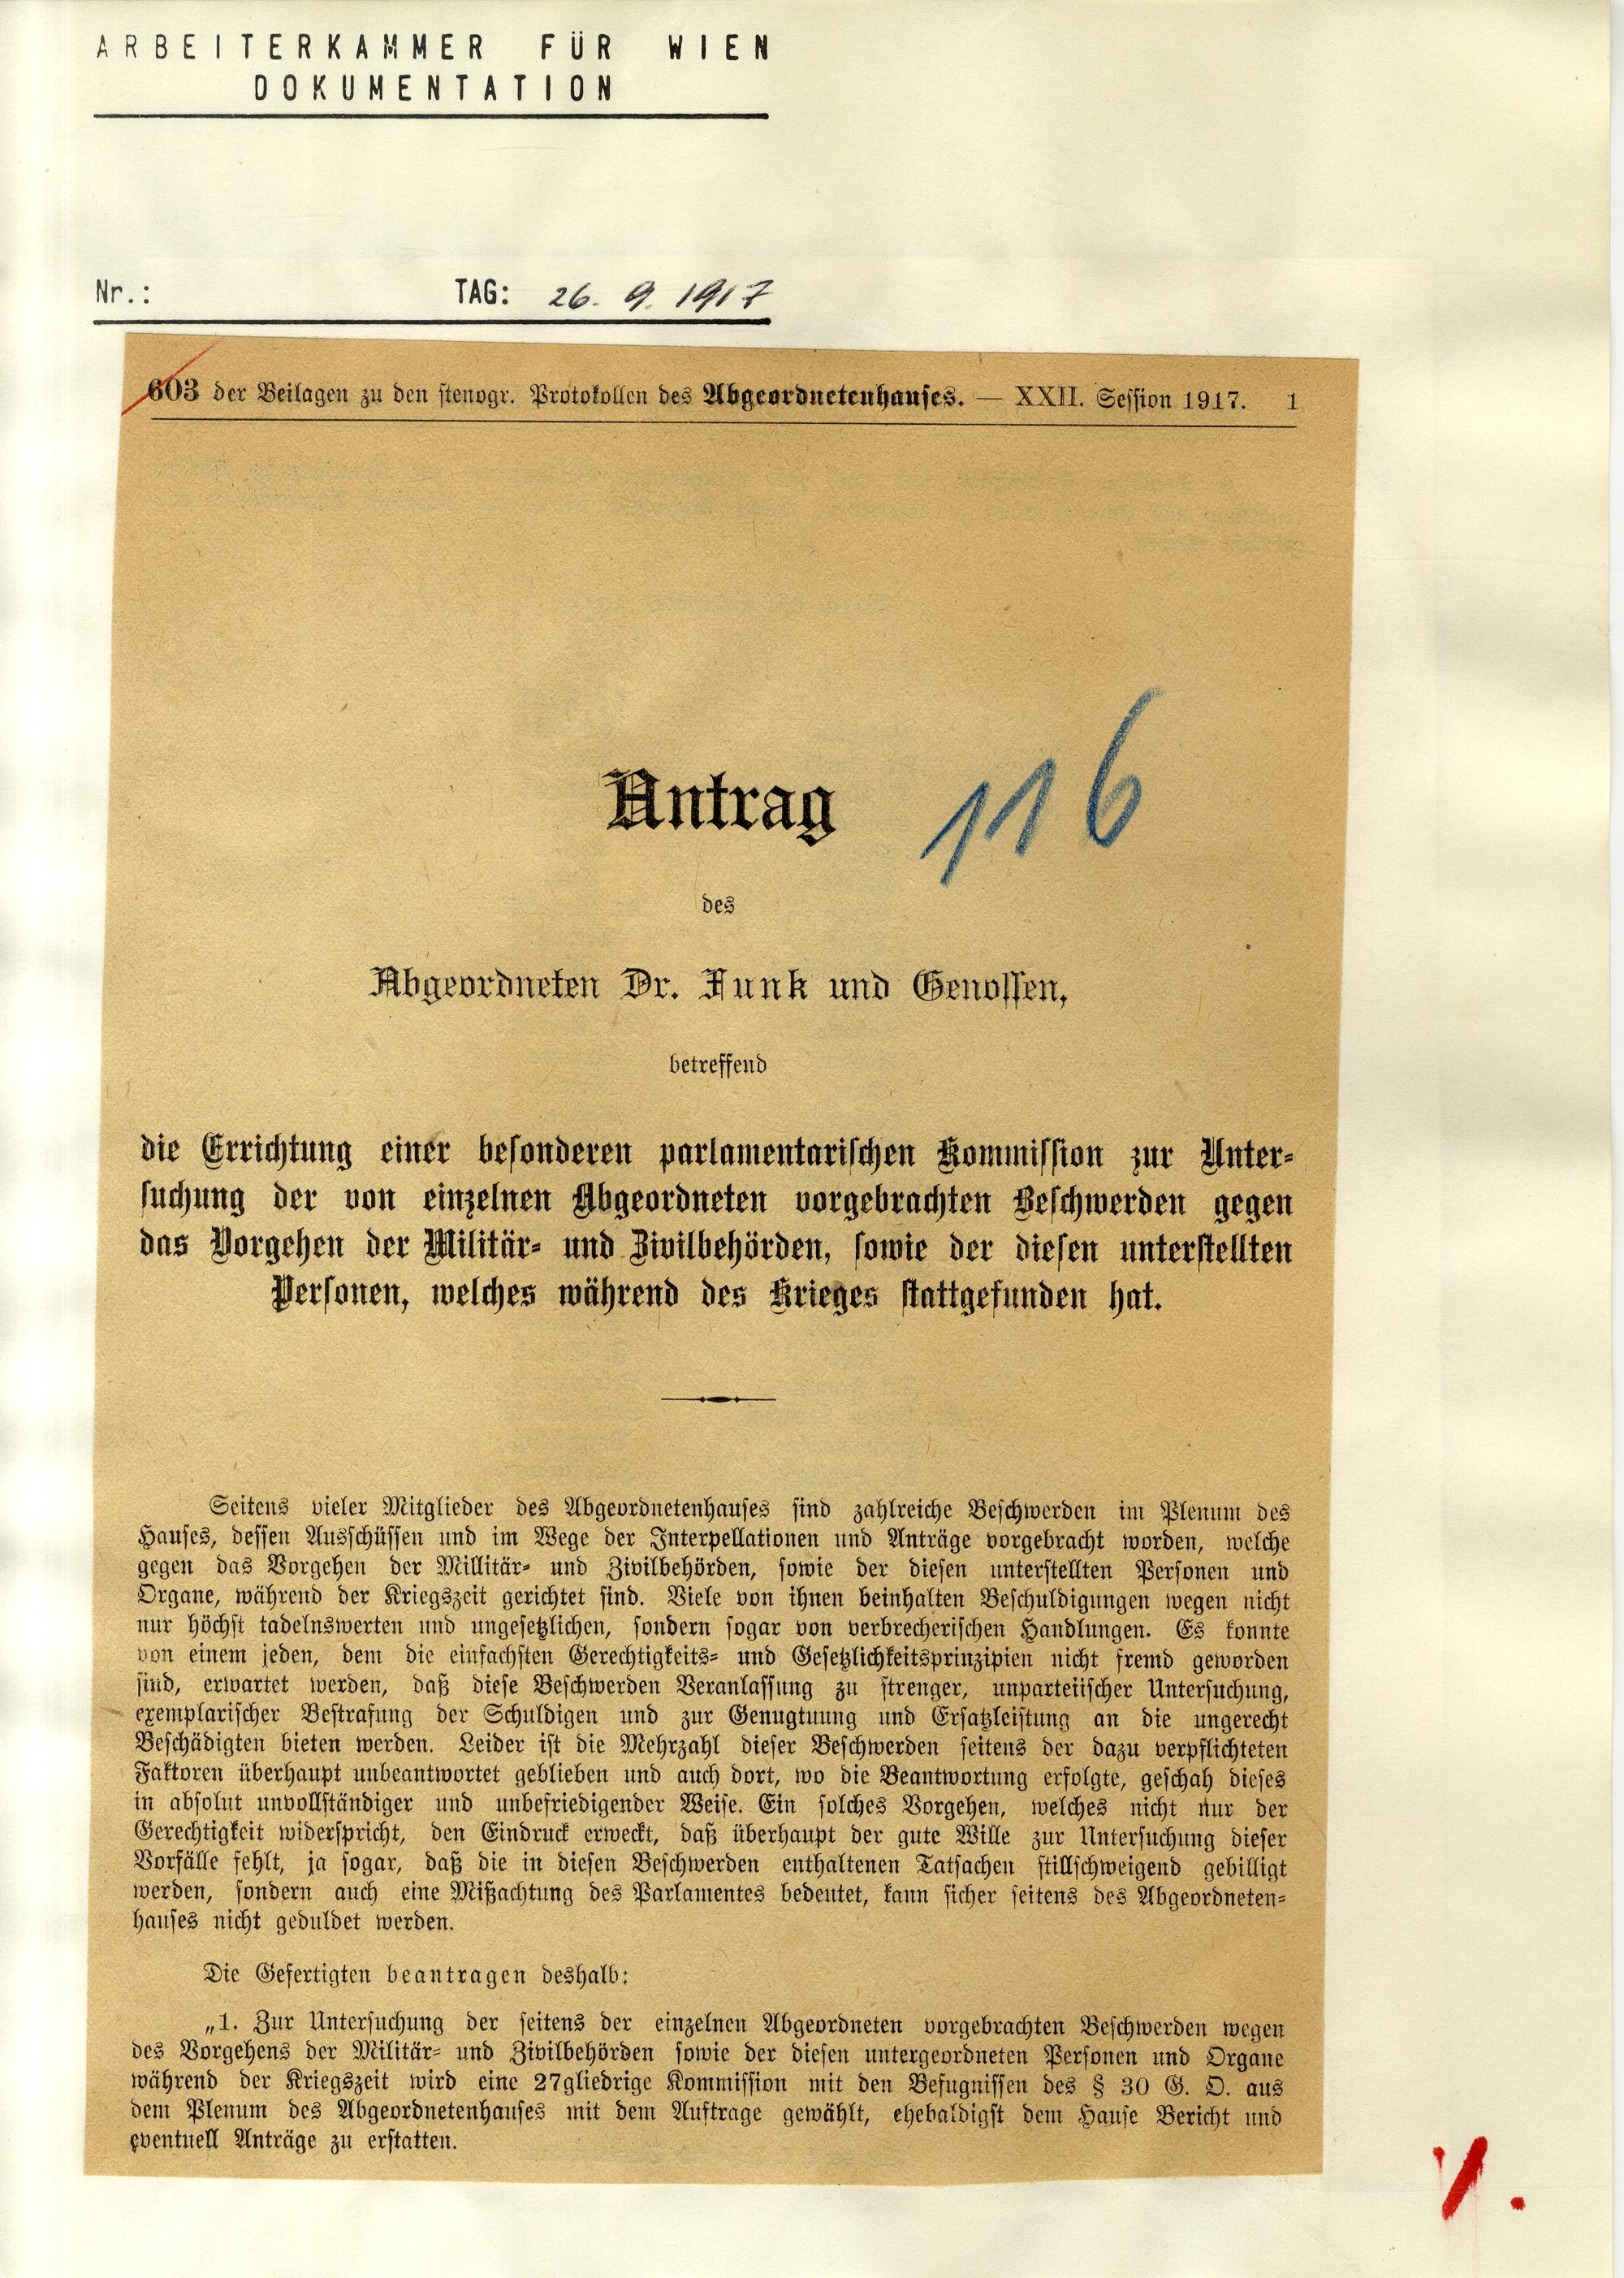 ARBEITERKAMMER FÜR WIEN
DOKUMENTATION
Nr.: TAG: 26. 9. 1917
603 der Beilagen zu den stenogr. Protokollen des Abgeordnetenhauses. — XXII. Session 1917. 1
Antrag 116
des
Abgeordneten Dr. Funk und Genossen,
betreffend
die Errichtung einer besonderen parlamentarischen Kommission zur Unter-
suchung der von einzelnen Abgeordneten vorgebrachten Beschwerden gegen
das Vorgehen der Militär- und Zivilbehörden, sowie der diesen unterstellten
Personen, welches während des Krieges stattgefunden hat.
Seitens vieler Mitglieder des Abgeordnetenhauses sind zahlreiche Beschwerden im Plenum des
Hauses, dessen Ausschüssen und im Wege der Interpellationen und Anträge vorgebracht worden, welche
gegen das Vorgehen der Millitär- und Zivilbehörden, sowie der diesen unterstellten Personen und
Organe, während der Kriegszeit gerichtet sind. Viele von ihnen beinhalten Beschuldigungen wegen nicht
nur höchst tadelnswerten und ungesetzlichen, sondern sogar von verbrecherischen Handlungen. Es konnte
von einem jeden, dem die einfachsten Gerechtigkeits- und Gesetzlichkeitsprinzipien nicht fremd geworden
sind, erwartet werden, daß diese Beschwerden Veranlassung zu strenger, unparteiischer Untersuchung,
exemplarischer Bestrafung der Schuldigen und zur Genugtuung und Ersatzleistung an die ungerecht
Beschädigten bieten werden. Leider ist die Mehrzahl dieser Beschwerden seitens der dazu verpflichteten
Faktoren überhaupt unbeantwortet geblieben und auch dort, wo die Beantwortung erfolgte, geschah dieses
in absolut unvollständiger und unbefriedigender Weise. Ein solches Vorgehen, welches nicht nur der
Gerechtigkeit widerspricht, den Eindruck erweckt, daß überhaupt der gute Wille zur Untersuchung dieser
Vorfälle fehlt, ja sogar, daß die in diesen Beschwerden enthaltenen Tatsachen stillschweigend gebilligt
werden, sondern auch eine Mißachtung des Parlamentes bedeutet, kann sicher seitens des Abgeordneten-
hauses nicht geduldet werden.
Die Gefertigten beantragen deshalb:
„1. Zur Untersuchung der seitens der einzelnen Abgeordneten vorgebrachten Beschwerden wegen
des Vorgehens der Militär- und Zivilbehörden sowie der diesen untergeordneten Personen und Organe
während der Kriegszeit wird eine 27gliedrige Kommission mit den Befugnissen des § 30 G. O. aus
dem Plenum des Abgeordnetenhauses mit dem Auftrage gewählt, ehebaldigst dem Hause Bericht und
eventuell Anträge zu erstatten.